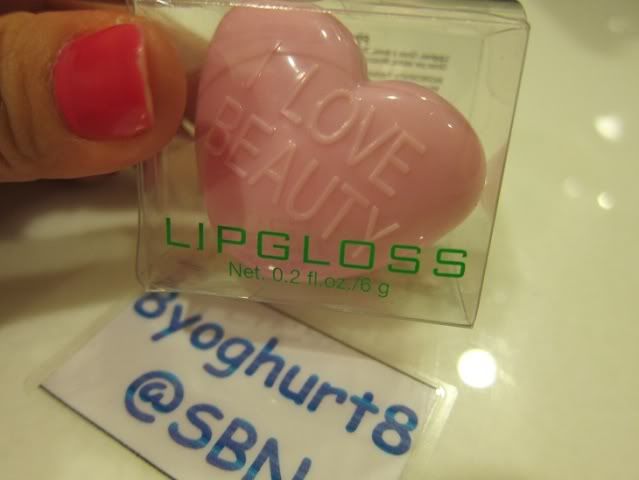 I LOVE
BEAUTY
LIPGLOSS
Net. 0.2 fl.oz./6 g
8yoghurt8
@SBN